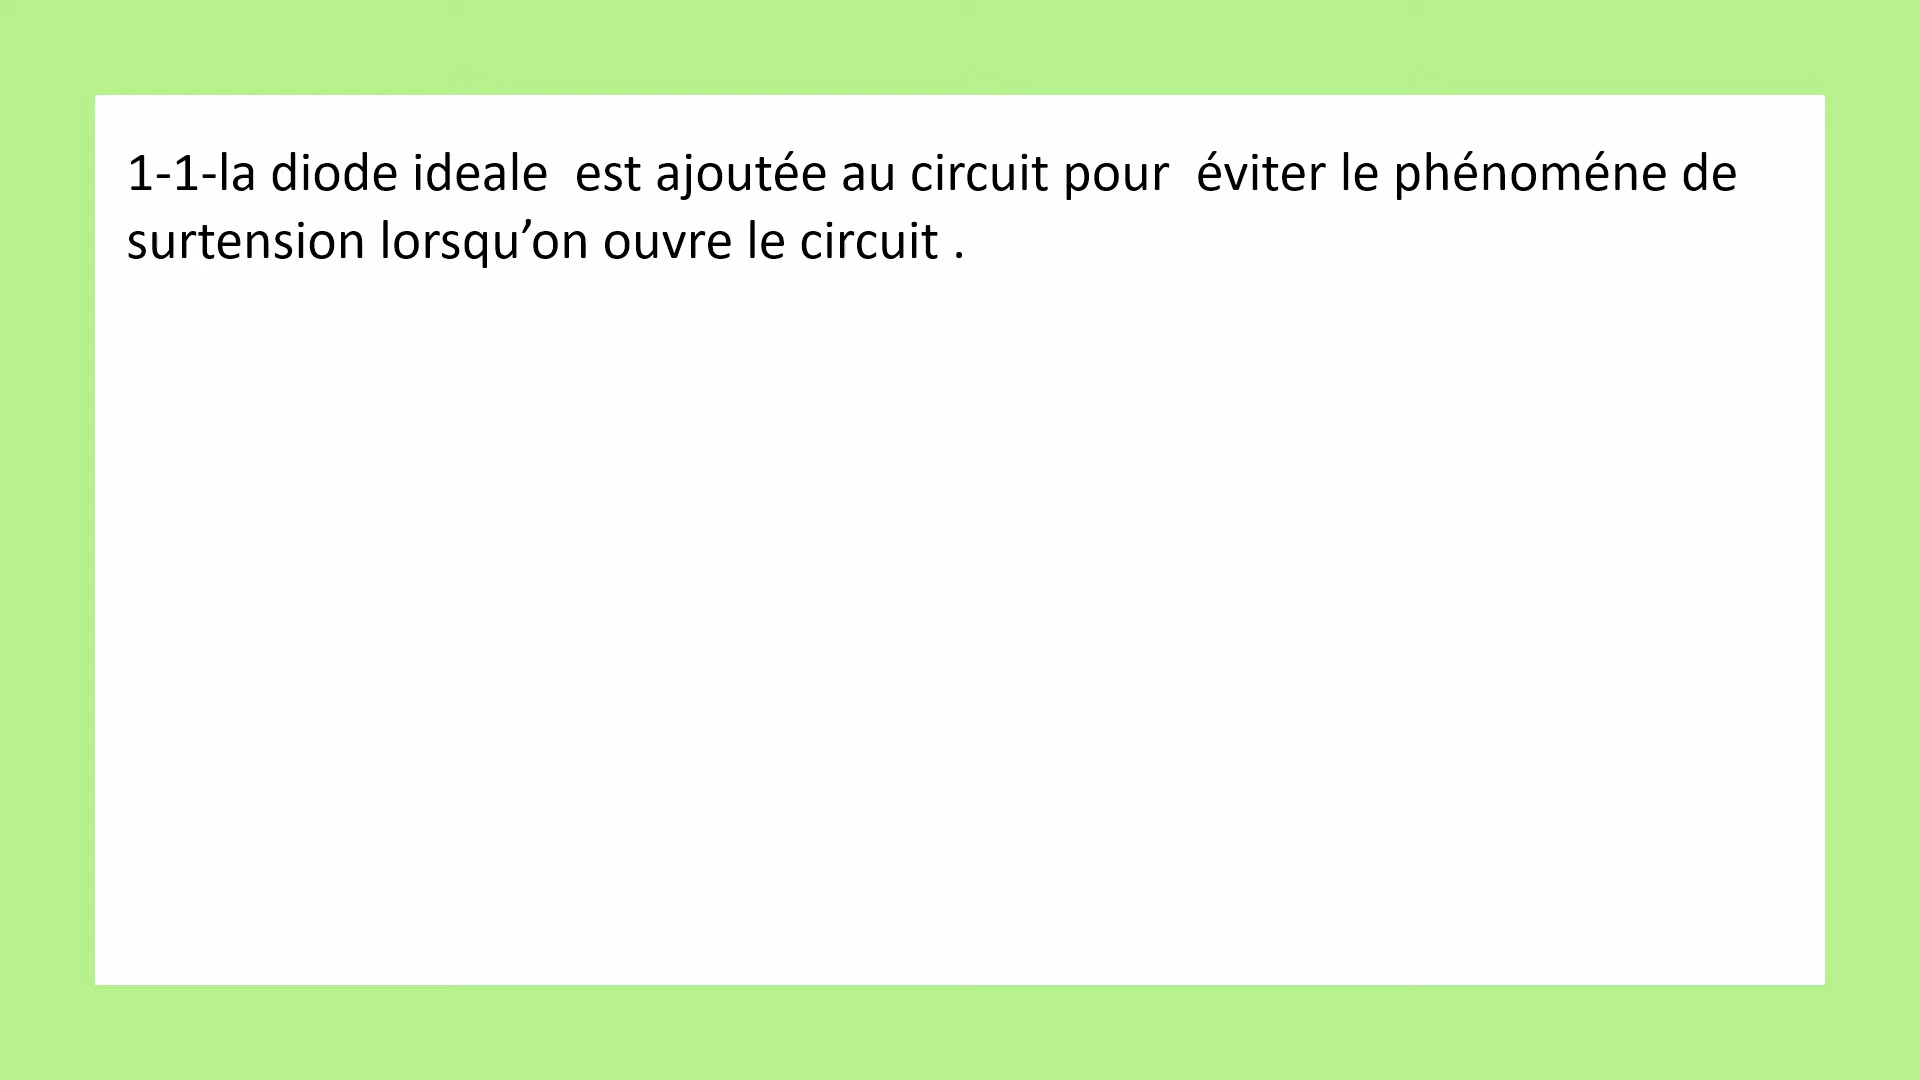 1-1-la diode ideale  est ajoutée au circuit pour  éviter le phénoméne de
surtension lorsqu’on ouvre le circuit .